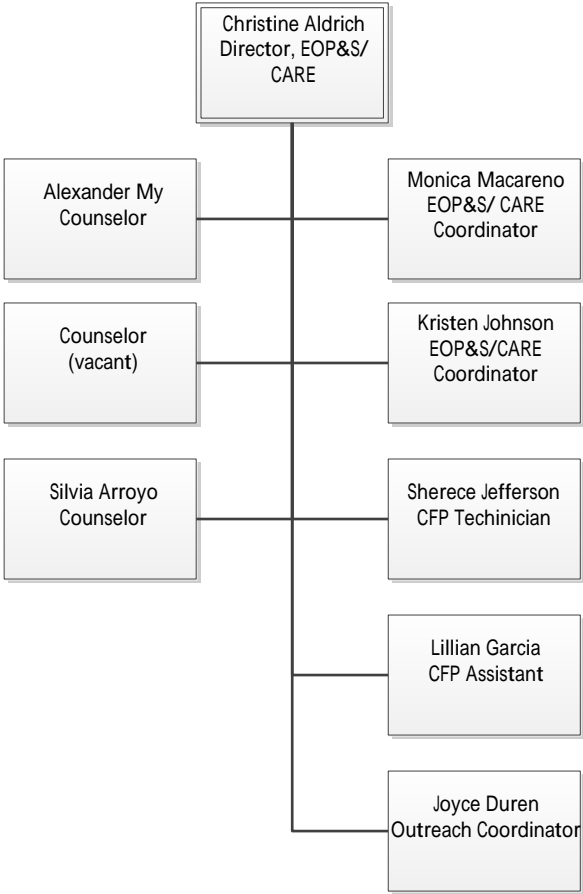 Christine Aldrich
Director, EOP&S/
CARE
Alexander My
Counselor
Monica Macareno
EOP&S/ CARE
Coordinator
Counselor
(vacant)
Kristen Johnson
EOP&S/CARE
Coordinator
Silvia Arroyo
Counselor
Sherece Jefferson
CFP Techinician
Lillian Garcia
CFP Assistant
Joyce Duren
Outreach Coordinator